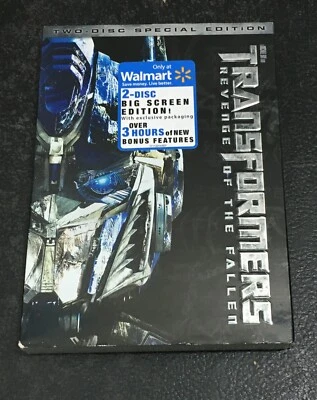 TWO-DISC SPECIAL EDITION
Only at
Walmart
Save money. Live better.
2-DISC
BIG SCREEN
EDITION!
With exclusive packaging
OVER
3 HOURS of NEW
BONUS FEATURES
TRANSFORMERS
REVENGE OF THE FALLEN